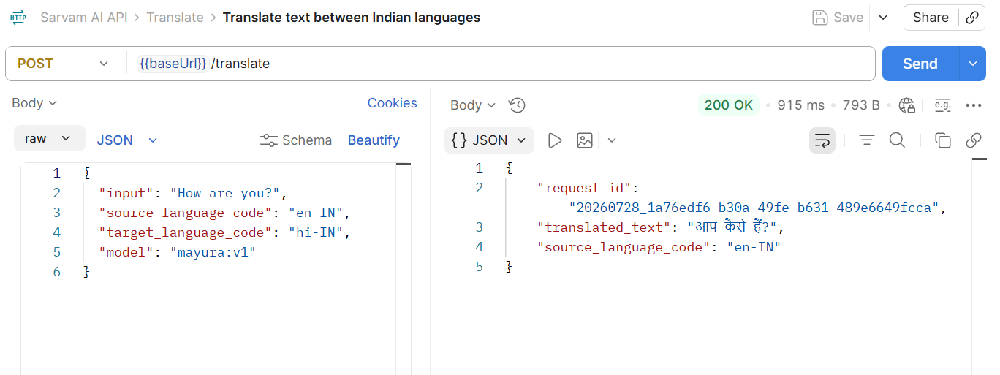 HTTP Sarvam AI API > Translate > Translate text between Indian languages Save Share
POST {{baseUrl}} /translate Send
Body Cookies
raw JSON Schema Beautify
1 {
2 "input": "How are you?",
3 "source_language_code": "en-IN",
4 "target_language_code": "hi-IN",
5 "model": "mayura:v1"
6 }
Body 200 OK • 915 ms • 793 B • e.g.
{} JSON
1 {
2 "request_id":
"20260728_1a76edf6-b30a-49fe-b631-489e6649fcca",
3 "translated_text": "आप कैसे हैं?",
4 "source_language_code": "en-IN"
5 }